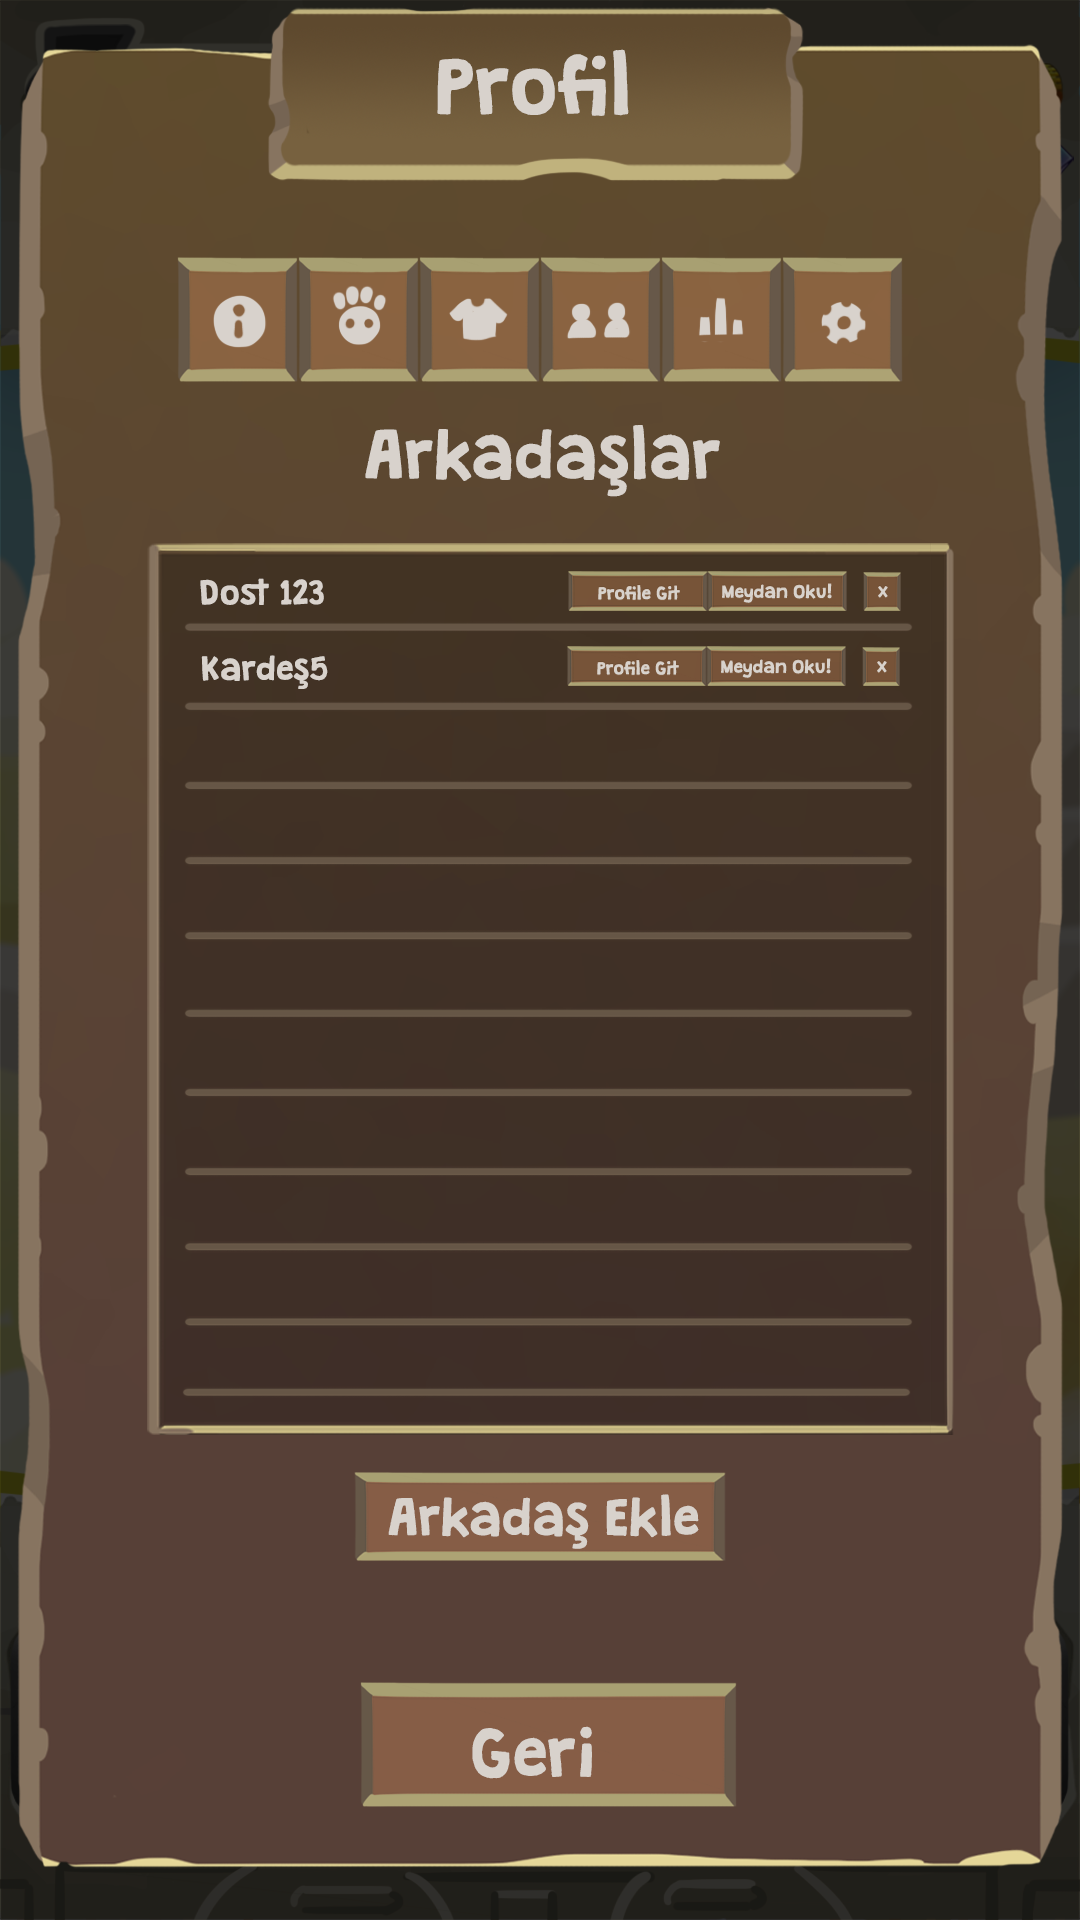 Profil
Arkadaşlar
Dost 123 Profile Git Meydan Oku! x
Kardeş5 Profile Git Meydan Oku! x
Arkadaş Ekle
Geri